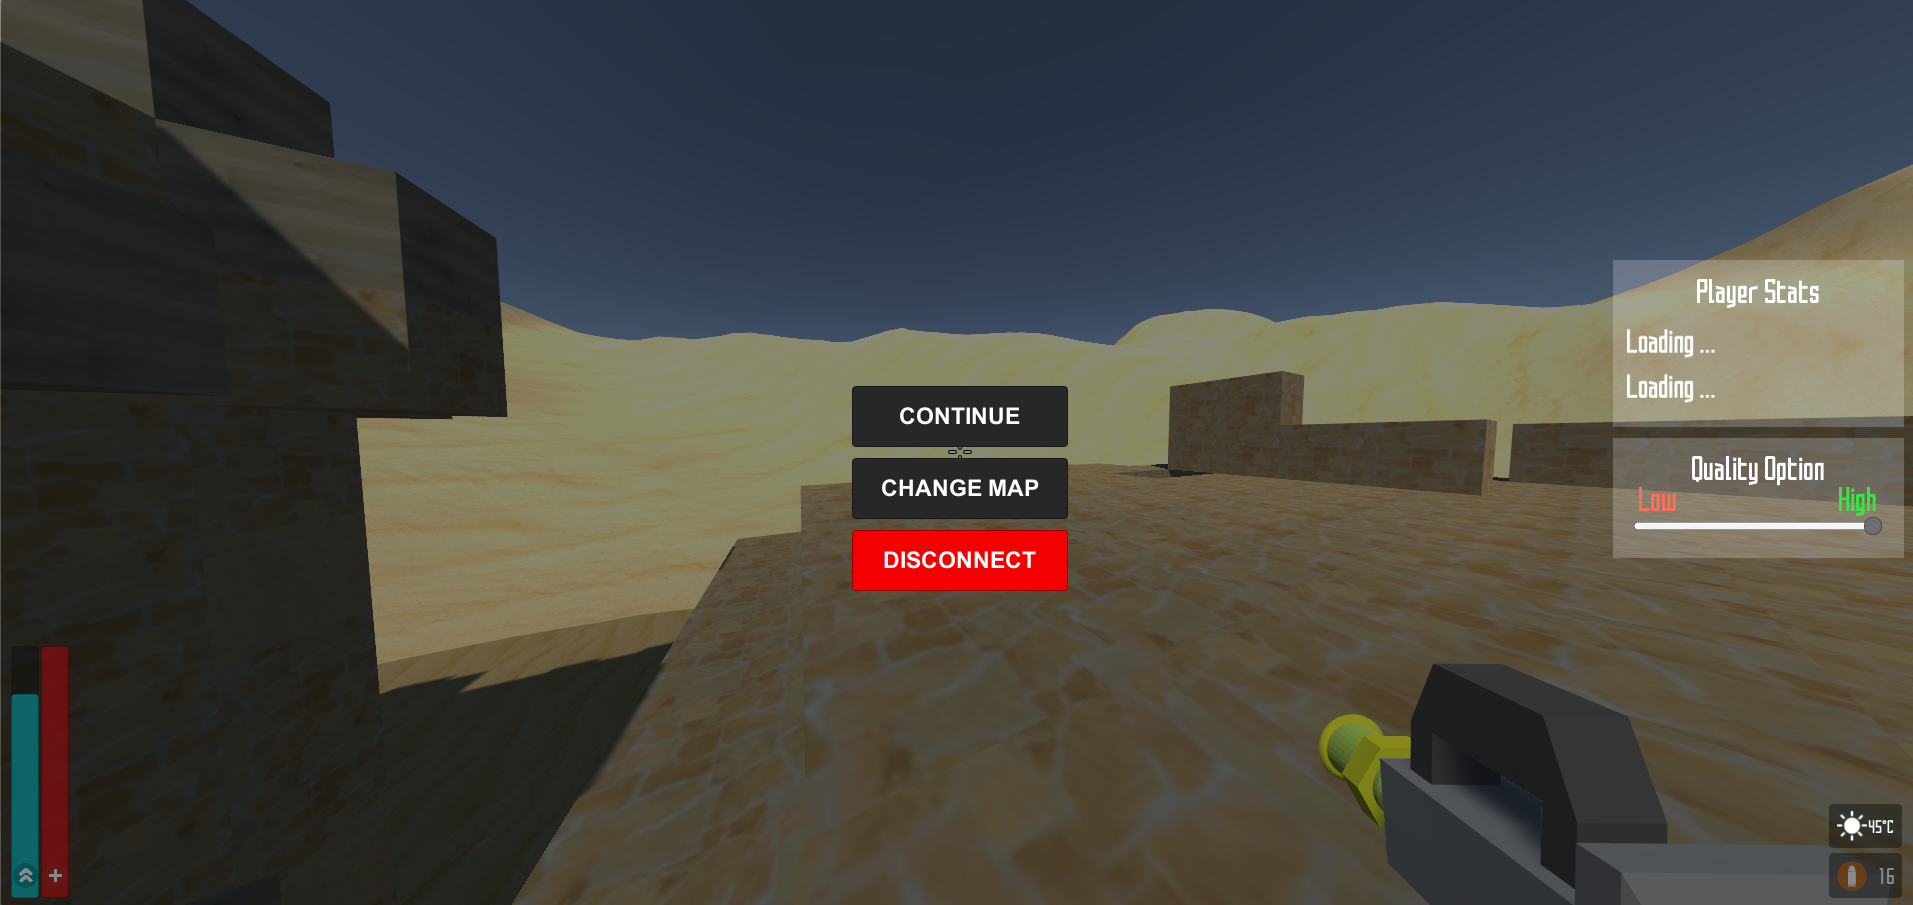 CONTINUE
CHANGE MAP
DISCONNECT
Player Stats
Loading ...
Loading ...
Quality Option
Low High
45°C
16